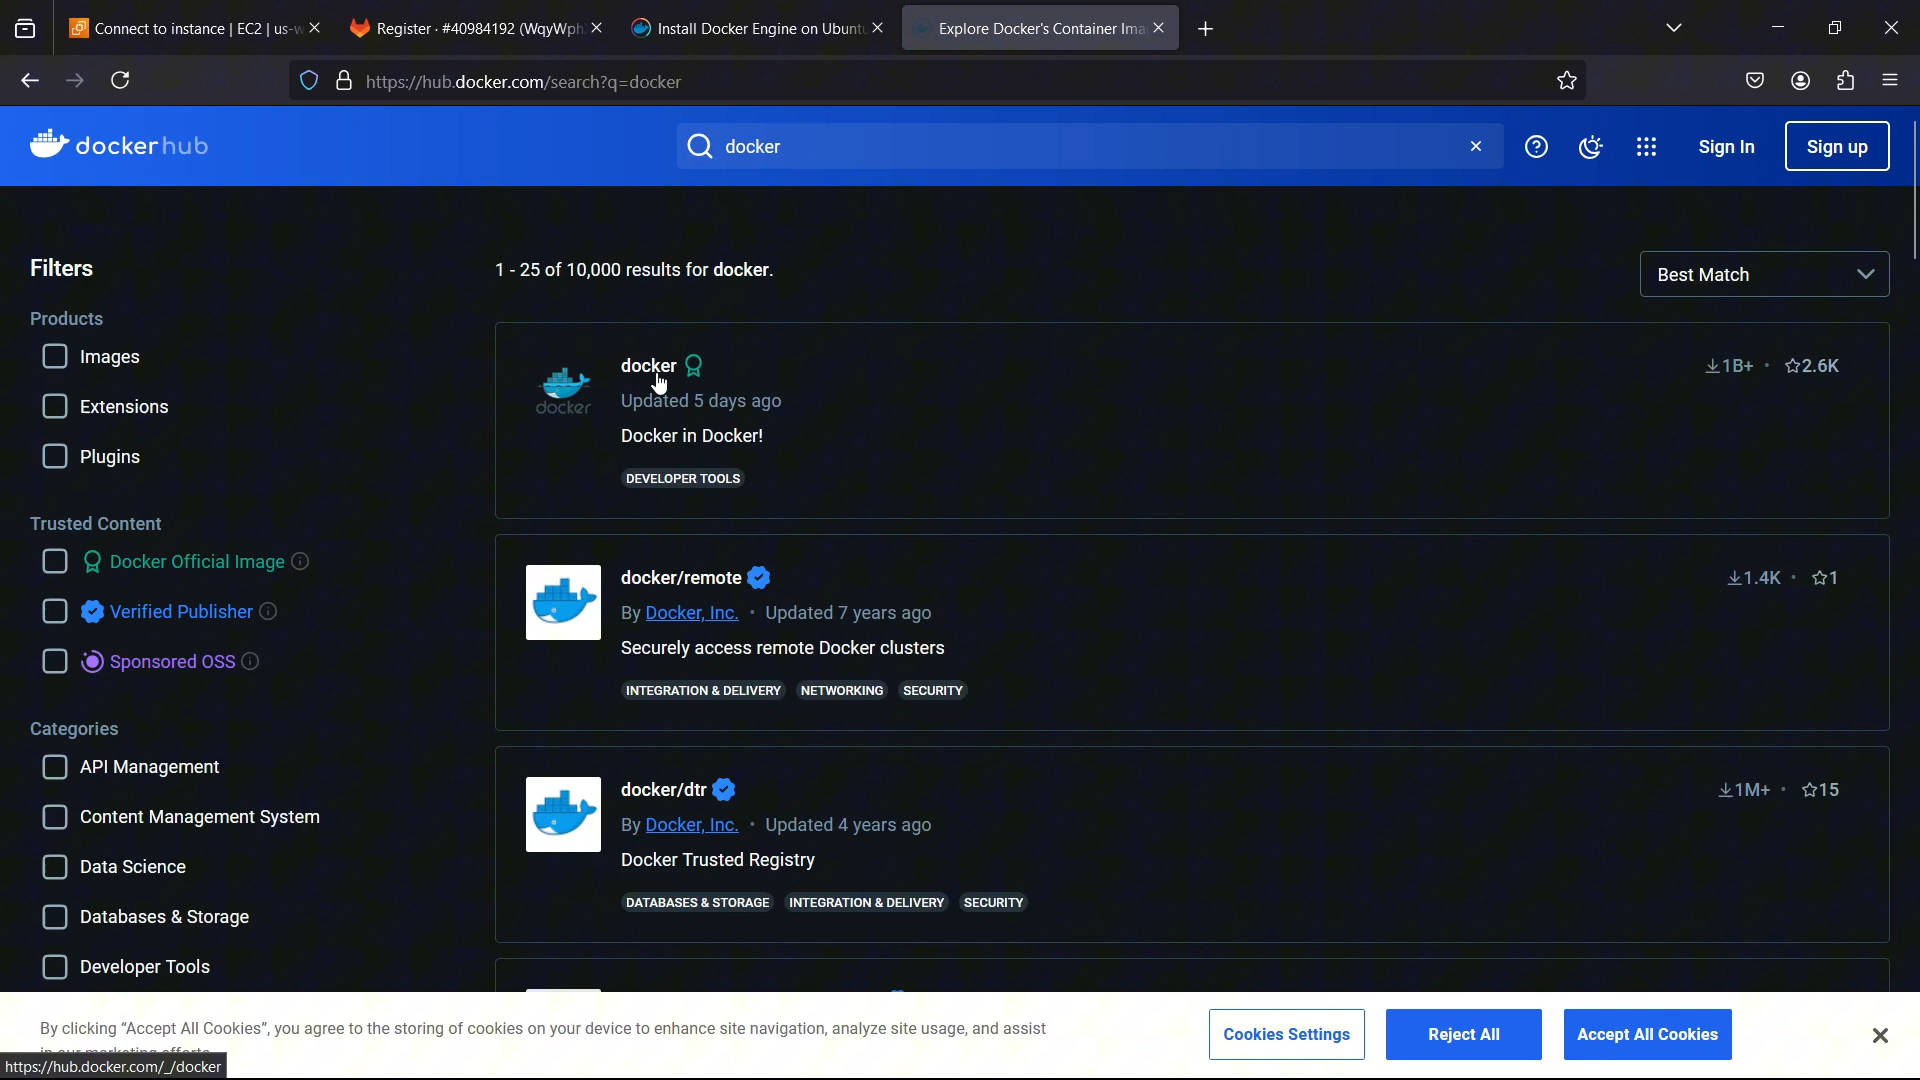 Connect to instance | EC2 | us-w
Register · #40984192 (WqyWph
Install Docker Engine on Ubuntu
Explore Docker's Container Ima
https://hub.docker.com/search?q=docker
dockerhub
docker
Sign In
Sign up
Filters
1 - 25 of 10,000 results for docker.
Best Match
Products
Images
Extensions
Plugins
Trusted Content
Docker Official Image
Verified Publisher
Sponsored OSS
Categories
API Management
Content Management System
Data Science
Databases & Storage
Developer Tools
docker
1B+ · 2.6K
Updated 5 days ago
docker
Docker in Docker!
DEVELOPER TOOLS
docker/remote
1.4K · 1
By Docker, Inc. · Updated 7 years ago
Securely access remote Docker clusters
INTEGRATION & DELIVERY NETWORKING SECURITY
docker/dtr
1M+ · 15
By Docker, Inc. · Updated 4 years ago
Docker Trusted Registry
DATABASES & STORAGE INTEGRATION & DELIVERY SECURITY
By clicking “Accept All Cookies”, you agree to the storing of cookies on your device to enhance site navigation, analyze site usage, and assist
Cookies Settings
Reject All
Accept All Cookies
https://hub.docker.com/_/docker